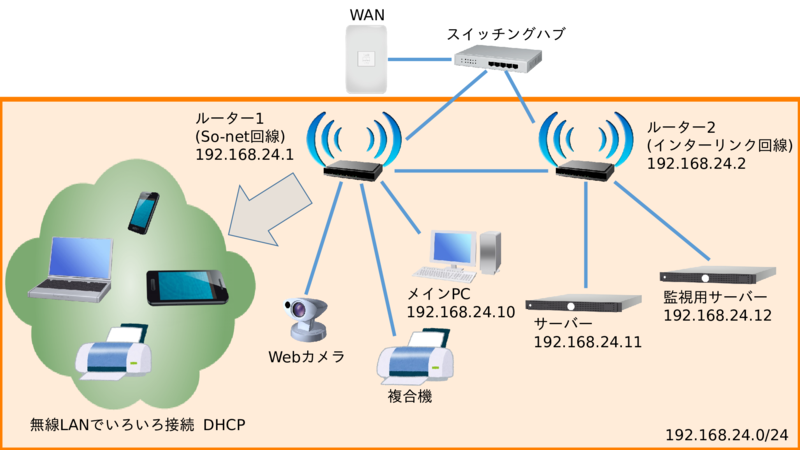 WAN
スイッチングハブ
ルーター1
(So-net回線)
192.168.24.1
ルーター2
(インターリンク回線)
192.168.24.2
メインPC
192.168.24.10
監視用サーバー
192.168.24.12
サーバー
192.168.24.11
Webカメラ
複合機
無線LANでいろいろ接続 DHCP
192.168.24.0/24